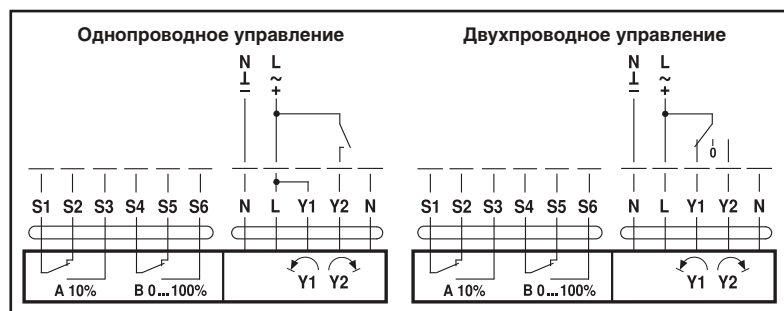 Однопроводное управление
N L
⊥ ~
– +
S1 S2 S3 S4 S5 S6 N L Y1 Y2 N
A 10% B 0...100% Y1 Y2
Двухпроводное управление
N L
⊥ ~
– +
0
S1 S2 S3 S4 S5 S6 N L Y1 Y2 N
A 10% B 0...100% Y1 Y2